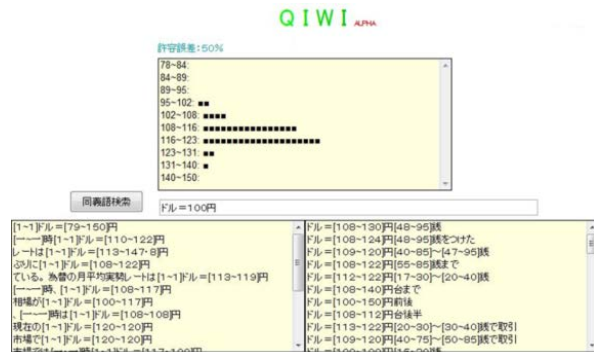 QIWI ALPHA
許容誤差:50%
78~84:
84~89:
89~95:
95~102: ■■
102~108: ■■■■
108~116: ■■■■■■■■■■■■■■■■
116~123: ■■■■■■■■■■■■■■■■■■■■
123~131: ■■
131~140: ■
140~150:
同義語検索
ドル=100円
[1~1]ドル=[79~150]円
[一~一]時[1~1]ドル=[110~122]円
レートは[1~1]ドル=[113~147・8]円
ぶりに[1~1]ドル=[108~122]円
ている。為替の月平均実勢レートは[1~1]ドル=[113~119]円
[一~一]時、[1~1]ドル=[108~117]円
相場が[1~1]ドル=[100~117]円
、[一~一]時は[1~1]ドル=[108~108]円
現在の[1~1]ドル=[120~120]円
市場で[1~1]ドル=[120~120]円
ドル=[108~130]円[48~95]銭
ドル=[108~124]円[48~95]銭をつけた
ドル=[109~120]円[40~85]~[47~95]銭
ドル=[108~122]円[55~85]銭まで
ドル=[112~122]円[17~30]~[20~40]銭
ドル=[108~140]円台まで
ドル=[100~150]円前後
ドル=[108~112]円台後半
ドル=[113~122]円[20~30]~[30~40]銭で取引
ドル=[109~120]円[40~75]~[50~85]銭で取引